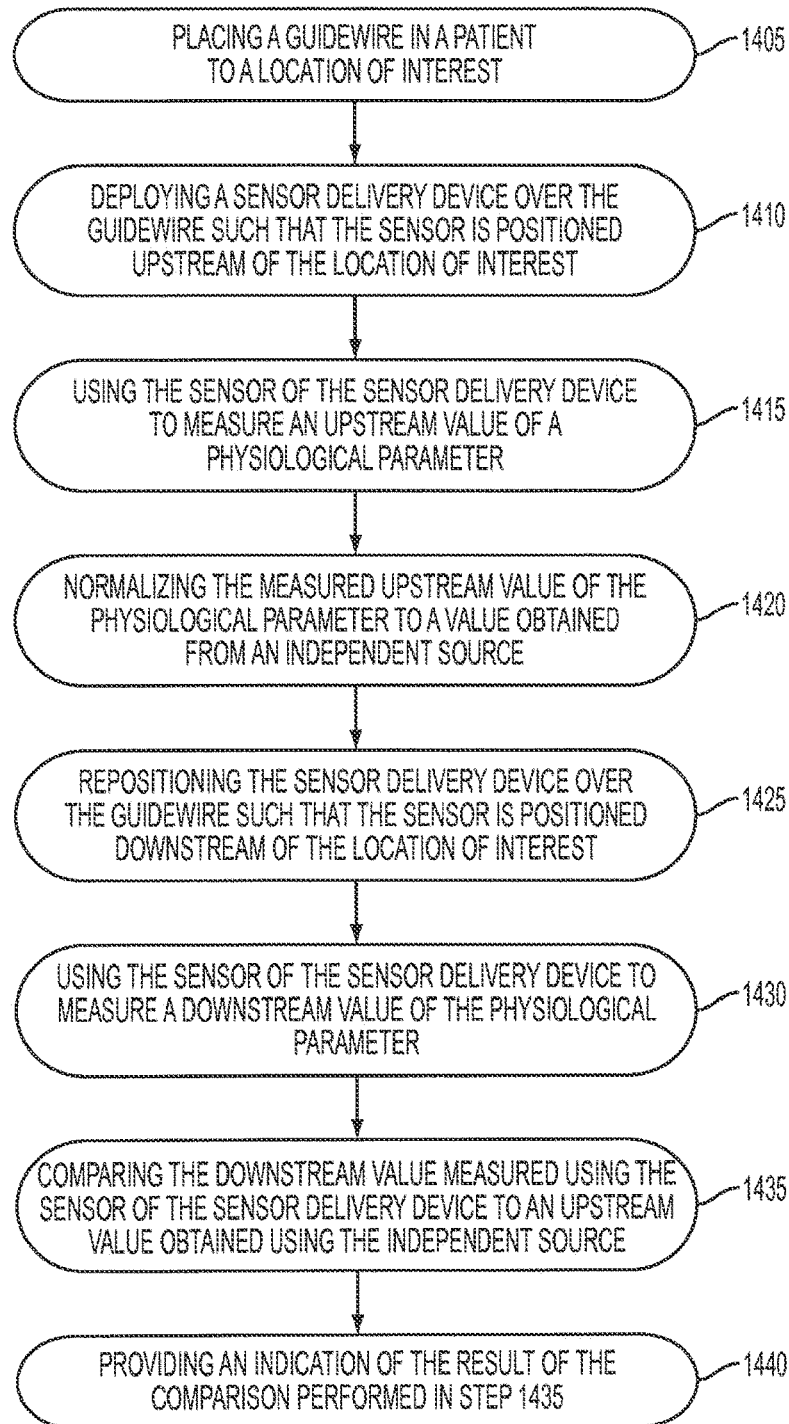 PLACING A GUIDEWIRE IN A PATIENT
TO A LOCATION OF INTEREST
1405
DEPLOYING A SENSOR DELIVERY DEVICE OVER THE
GUIDEWIRE SUCH THAT THE SENSOR IS POSITIONED
UPSTREAM OF THE LOCATION OF INTEREST
1410
USING THE SENSOR OF THE SENSOR DELIVERY DEVICE
TO MEASURE AN UPSTREAM VALUE OF A
PHYSIOLOGICAL PARAMETER
1415
NORMALIZING THE MEASURED UPSTREAM VALUE OF THE
PHYSIOLOGICAL PARAMETER TO A VALUE OBTAINED
FROM AN INDEPENDENT SOURCE
1420
REPOSITIONING THE SENSOR DELIVERY DEVICE OVER
THE GUIDEWIRE SUCH THAT THE SENSOR IS POSITIONED
DOWNSTREAM OF THE LOCATION OF INTEREST
1425
USING THE SENSOR OF THE SENSOR DELIVERY DEVICE TO
MEASURE A DOWNSTREAM VALUE OF THE PHYSIOLOGICAL
PARAMETER
1430
COMPARING THE DOWNSTREAM VALUE MEASURED USING THE
SENSOR OF THE SENSOR DELIVERY DEVICE TO AN UPSTREAM
VALUE OBTAINED USING THE INDEPENDENT SOURCE
1435
PROVIDING AN INDICATION OF THE RESULT OF THE
COMPARISON PERFORMED IN STEP 1435
1440